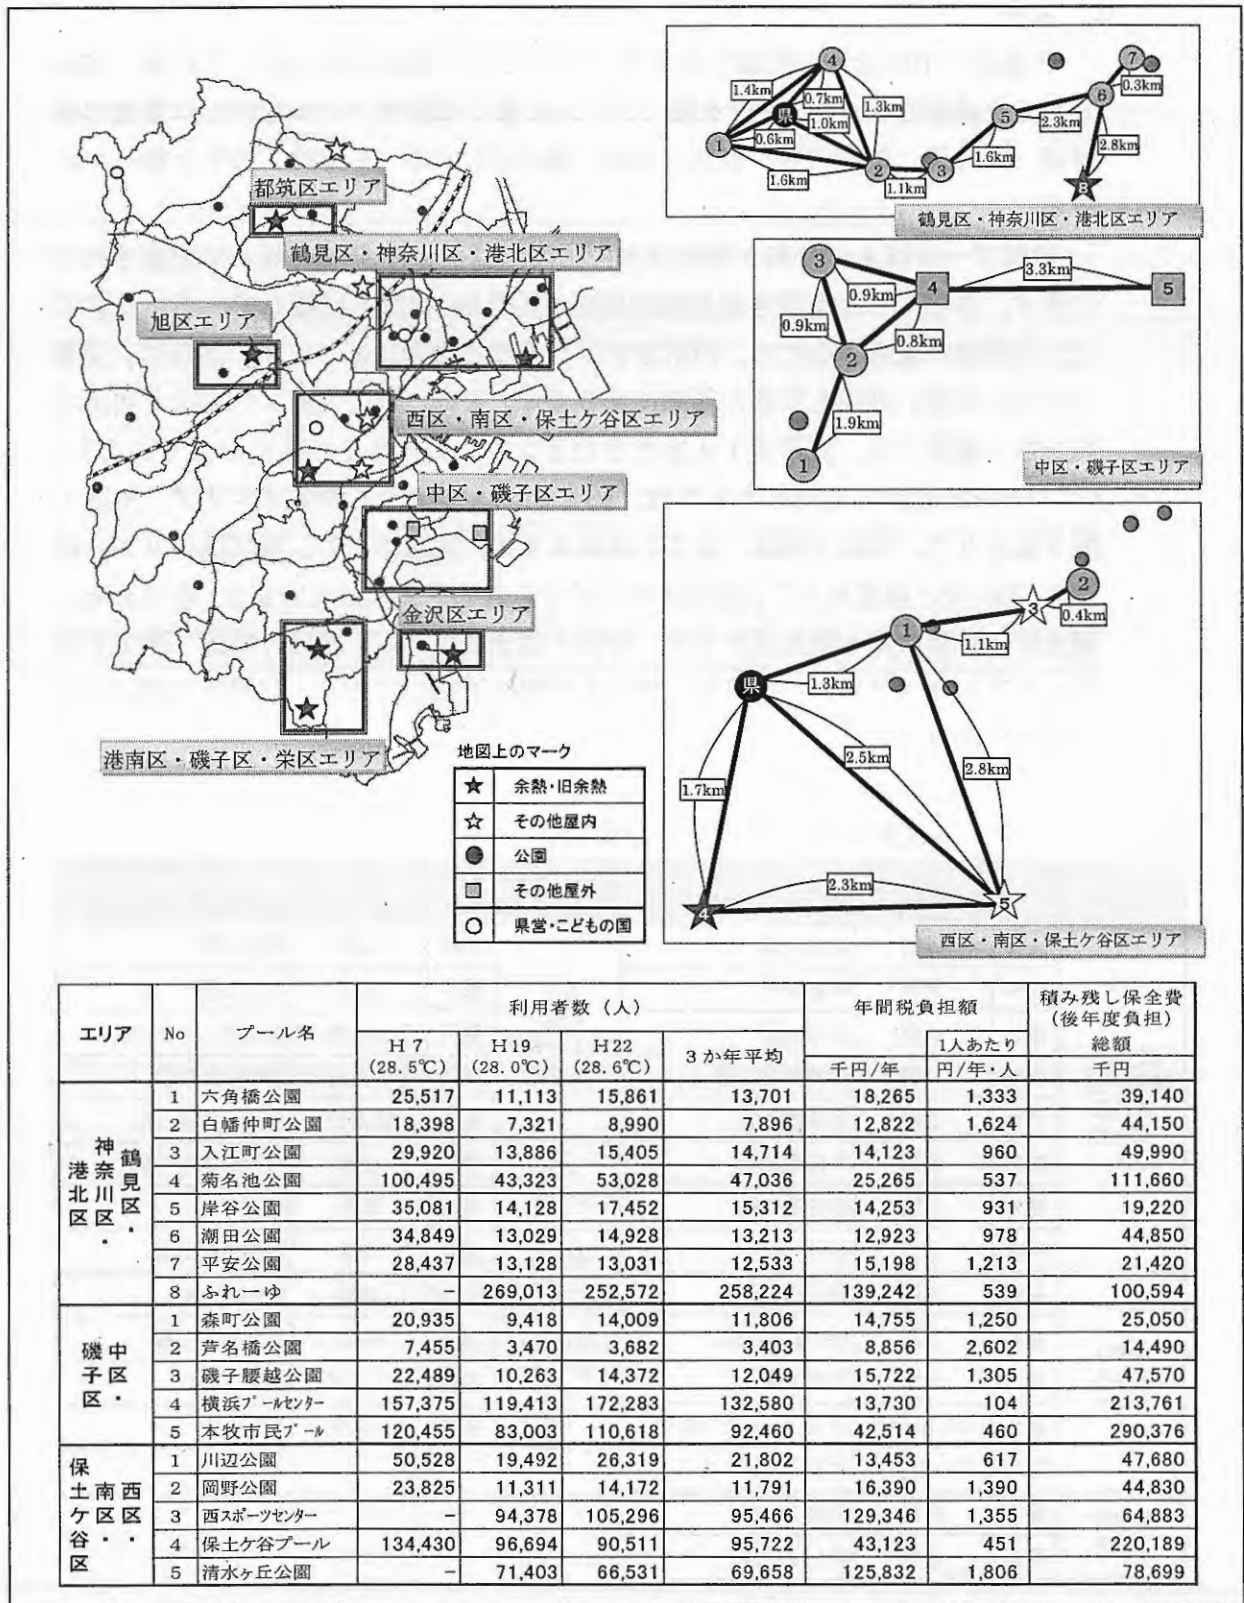 都筑区エリア
鶴見区・神奈川区・港北区エリア
旭区エリア
西区・南区・保土ケ谷区エリア
中区・磯子区エリア
金沢区エリア
港南区・磯子区・栄区エリア
地図上のマーク
余熱・旧余熱
その他屋内
公園
その他屋外
県営・こどもの国
④ ⑦
1.4km 0.7km 1.3km 0.3km
県 1.0km ⑥
0.6km ⑤ 2.3km
① 2.8km
1.6km ② ③ 1.6km
1.1km 8
鶴見区・神奈川区・港北区エリア
③ 3.3km
0.9km 4 5
0.9km 0.8km
②
1.9km
①
中区・磯子区エリア
② 
3 0.4km
① 1.1km
県 1.3km
2.5km 2.8km
1.7km
2.3km
4 5
西区・南区・保土ケ谷区エリア
エリア No プール名 利用者数（人） 年間税負担額 積み残し保全費（後年度負担）総額
H7 (28.5℃) H19 (28.0℃) H22 (28.6℃) 3か年平均 千円/年 1人あたり 円/年・人 千円
鶴見区・神奈川区・港北区
1 六角橋公園 25,517 11,113 15,861 13,701 18,265 1,333 39,140
2 白幡仲町公園 18,398 7,321 8,990 7,896 12,822 1,624 44,150
3 入江町公園 29,920 13,886 15,405 14,714 14,123 960 49,990
4 菊名池公園 100,495 43,323 53,028 47,036 25,265 537 111,660
5 岸谷公園 35,081 14,128 17,452 15,312 14,253 931 19,220
6 潮田公園 34,849 13,029 14,928 13,213 12,923 978 44,850
7 平安公園 28,437 13,128 13,031 12,533 15,198 1,213 21,420
8 ふれーゆ - 269,013 252,572 258,224 139,242 539 100,594
中区・磯子区
1 森町公園 20,935 9,418 14,009 11,806 14,755 1,250 25,050
2 芦名橋公園 7,455 3,470 3,682 3,403 8,856 2,602 14,490
3 磯子腰越公園 22,489 10,263 14,372 12,049 15,722 1,305 47,570
4 横浜プールセンター 157,375 119,413 172,283 132,580 13,730 104 213,761
5 本牧市民プール 120,455 83,003 110,618 92,460 42,514 460 290,376
西区・南区・保土ケ谷区
1 川辺公園 50,528 19,492 26,319 21,802 13,453 617 47,680
2 岡野公園 23,825 11,311 14,172 11,791 16,390 1,390 44,830
3 西スポーツセンター - 94,378 105,296 95,466 129,346 1,355 64,883
4 保土ケ谷プール 134,430 96,694 90,511 95,722 43,123 451 220,189
5 清水ヶ丘公園 - 71,403 66,531 69,658 125,832 1,806 78,699